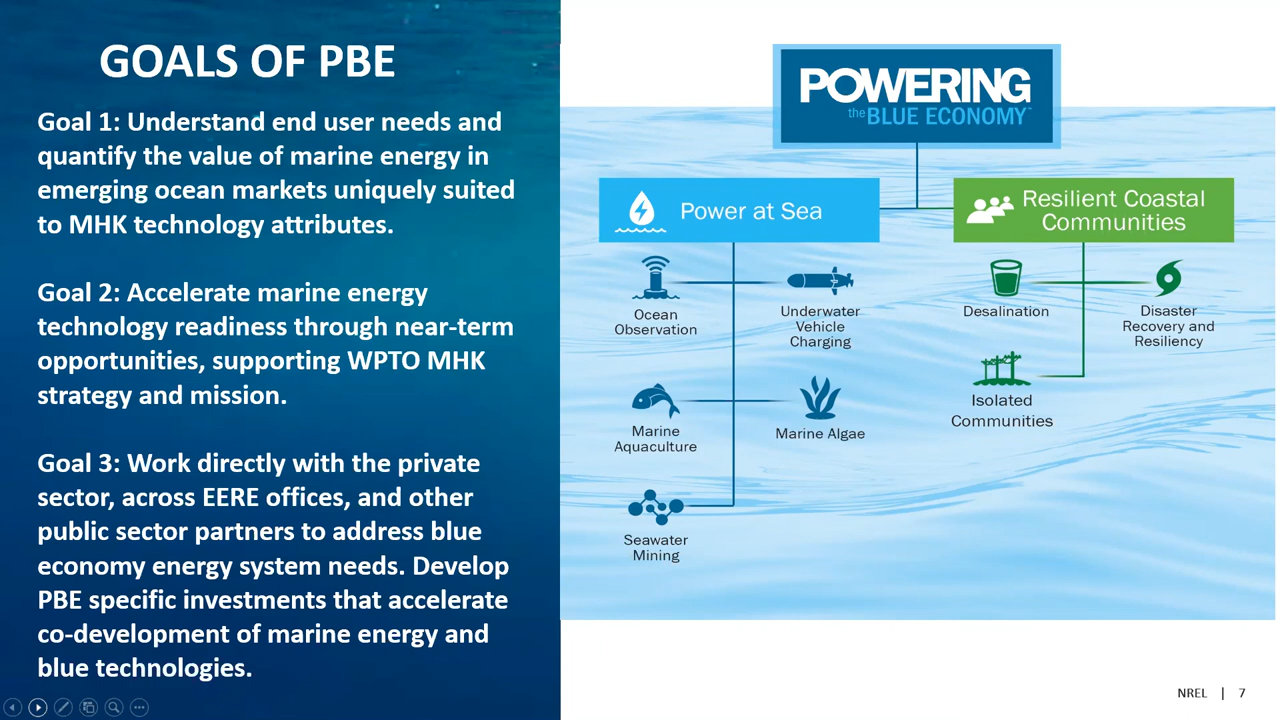 GOALS OF PBE
Goal 1: Understand end user needs and
quantify the value of marine energy in
emerging ocean markets uniquely suited
to MHK technology attributes.
Goal 2: Accelerate marine energy
technology readiness through near-term
opportunities, supporting WPTO MHK
strategy and mission.
Goal 3: Work directly with the private
sector, across EERE offices, and other
public sector partners to address blue
economy energy system needs. Develop
PBE specific investments that accelerate
co-development of marine energy and
blue technologies.
POWERING
the BLUE ECONOMY™
Power at Sea
Ocean
Observation
Underwater
Vehicle
Charging
Marine
Aquaculture
Marine Algae
Seawater
Mining
Resilient Coastal
Communities
Desalination
Disaster
Recovery and
Resiliency
Isolated
Communities
NREL | 7